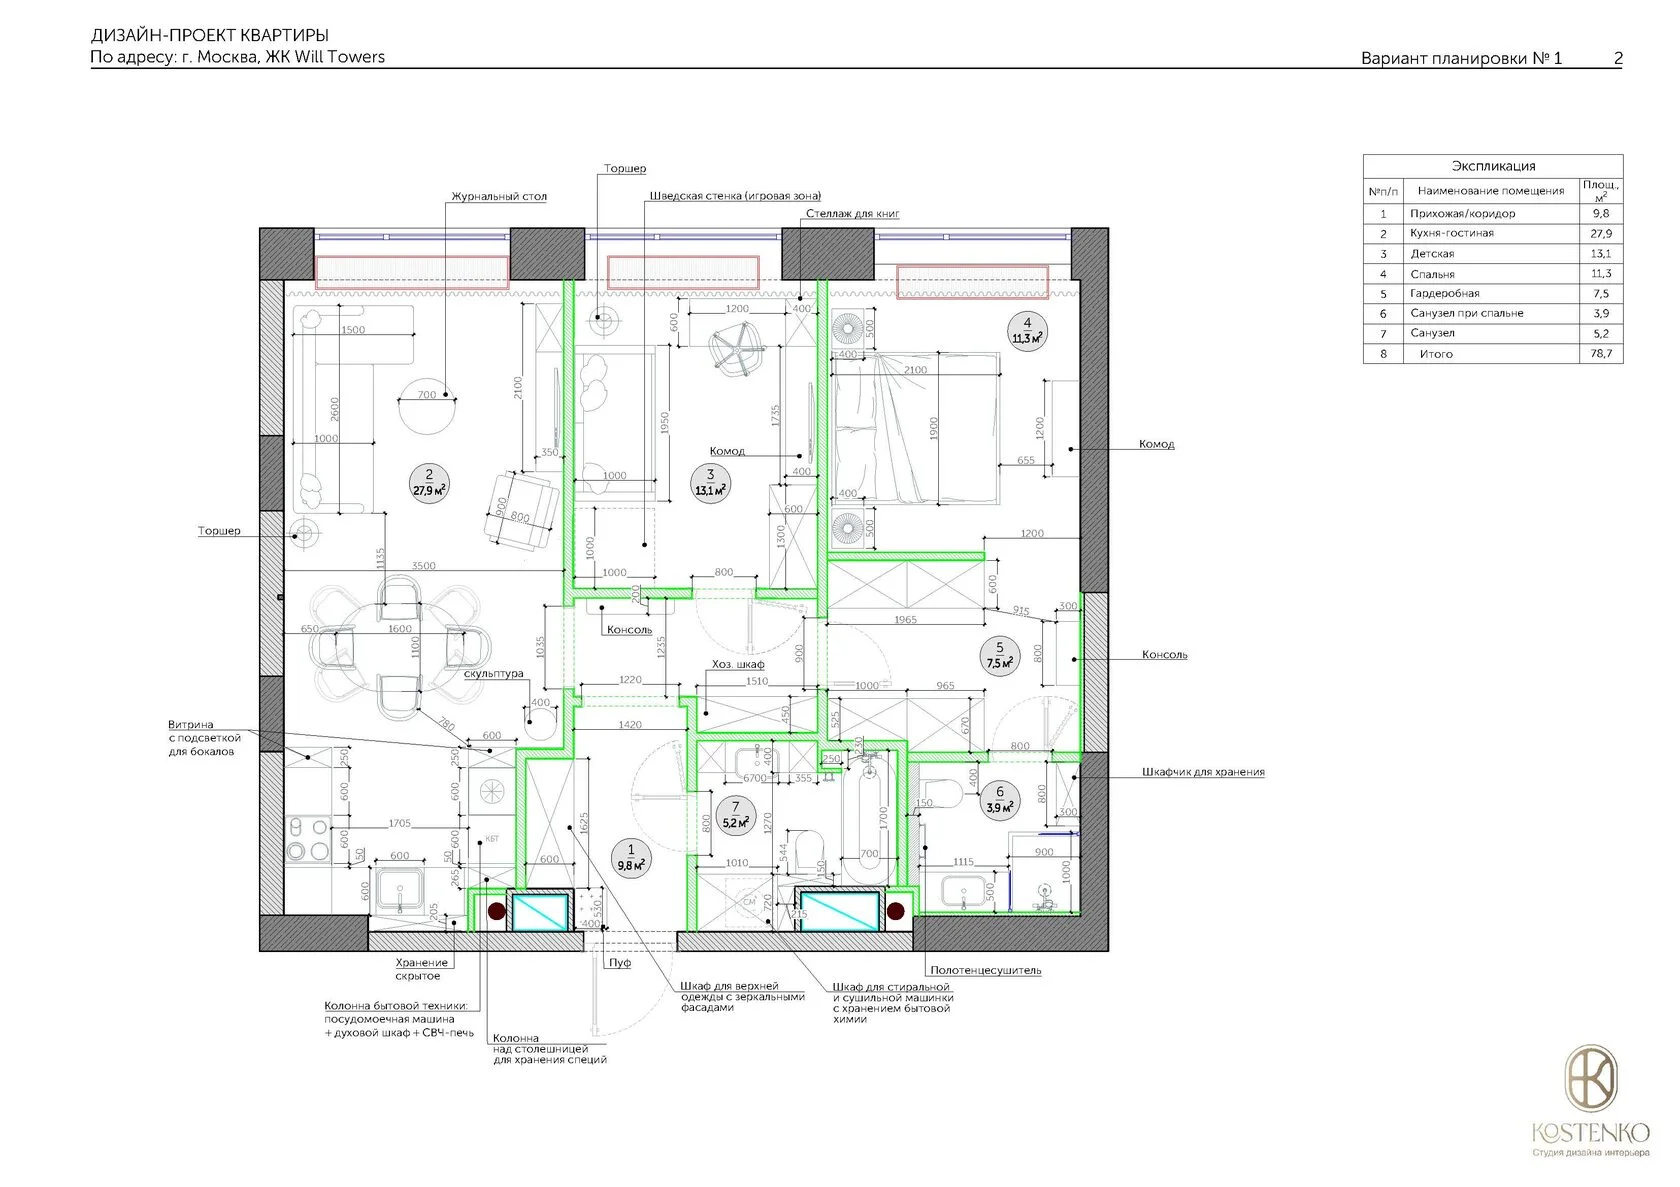 ДИЗАЙН-ПРОЕКТ КВАРТИРЫ
По адресу: г. Москва, ЖК Will Towers
Вариант планировки № 1
2
Экспликация
№п/п Наименование помещения Площ., м²
1 Прихожая/коридор 9,8
2 Кухня-гостиная 27,9
3 Детская 13,1
4 Спальня 11,3
5 Гардеробная 7,5
6 Санузел при спальне 3,9
7 Санузел 5,2
8 Итого 78,7
Торшер
Журнальный стол
Шведская стенка (игровая зона)
Стеллаж для книг
1500
2600
1000
700
2100
350
2
27,9 м²
900
800
Торшер
1135
3500
600
1200
400
1950
1735
1000
Комод
3
13,1 м²
400
600
1300
1000
1000
800
200
500
400
2100
1900
4
11,3 м²
1200
655
Комод
400
500
1200
600
915
300
1965
5
7,5 м²
800
Консоль
1000
965
525
670
800
650
1600
1100
1035
скульптура
400
780
600
Консоль
1235
900
Хоз. шкаф
1220
1510
1420
450
Витрина
с подсветкой
для бокалов
250
600
600
50
1705
600
600
205
250
600
600
50
265
КБТ
1625
600
1
9,8 м²
530
400
800
400
6700
355
250
230
7
5,2 м²
1270
1010
544
150
720
СМ
215
700
1700
150
400
6
3,9 м²
800
300
900
1000
1115
500
Шкафчик для хранения
Полотенцесушитель
Хранение
скрытое
Пуф
Колонна бытовой техники:
посудомоечная машина
+ духовой шкаф + СВЧ-печь
Колонна
над столешницей
для хранения специй
Шкаф для верхней
одежды с зеркальными
фасадами
Шкаф для стиральной
и сушильной машинки
с хранением бытовой
химии
KOSTENKO
Студия дизайна интерьера